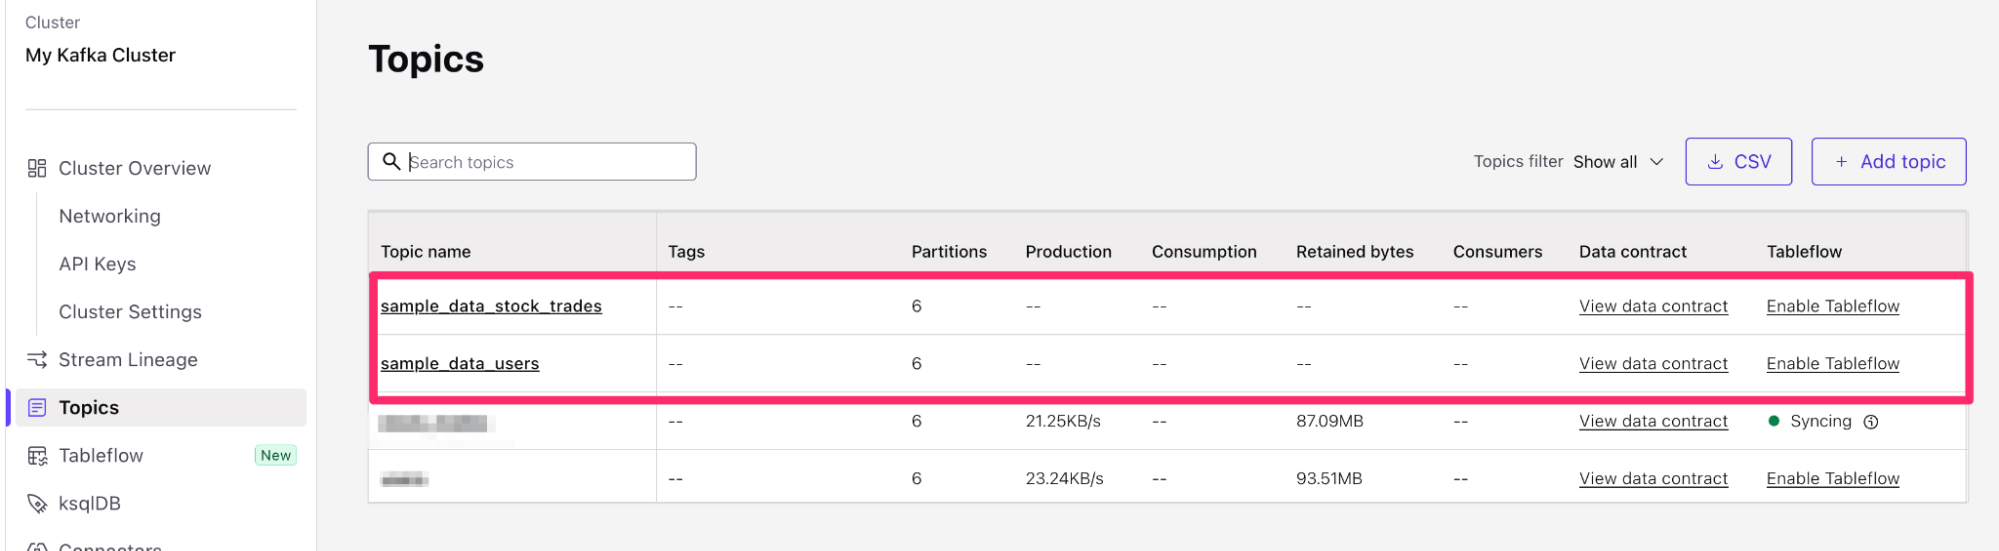 Cluster
My Kafka Cluster
Cluster Overview
Networking
API Keys
Cluster Settings
Stream Lineage
Topics
Tableflow New
ksqlDB
Connectors
Topics
Search topics
Topics filter Show all CSV + Add topic
Topic name Tags Partitions Production Consumption Retained bytes Consumers Data contract Tableflow
sample_data_stock_trades -- 6 -- -- -- -- View data contract Enable Tableflow
sample_data_users -- 6 -- -- -- -- View data contract Enable Tableflow
-- 6 21.25KB/s -- 87.09MB -- View data contract Syncing
-- 6 23.24KB/s -- 93.51MB -- View data contract Enable Tableflow